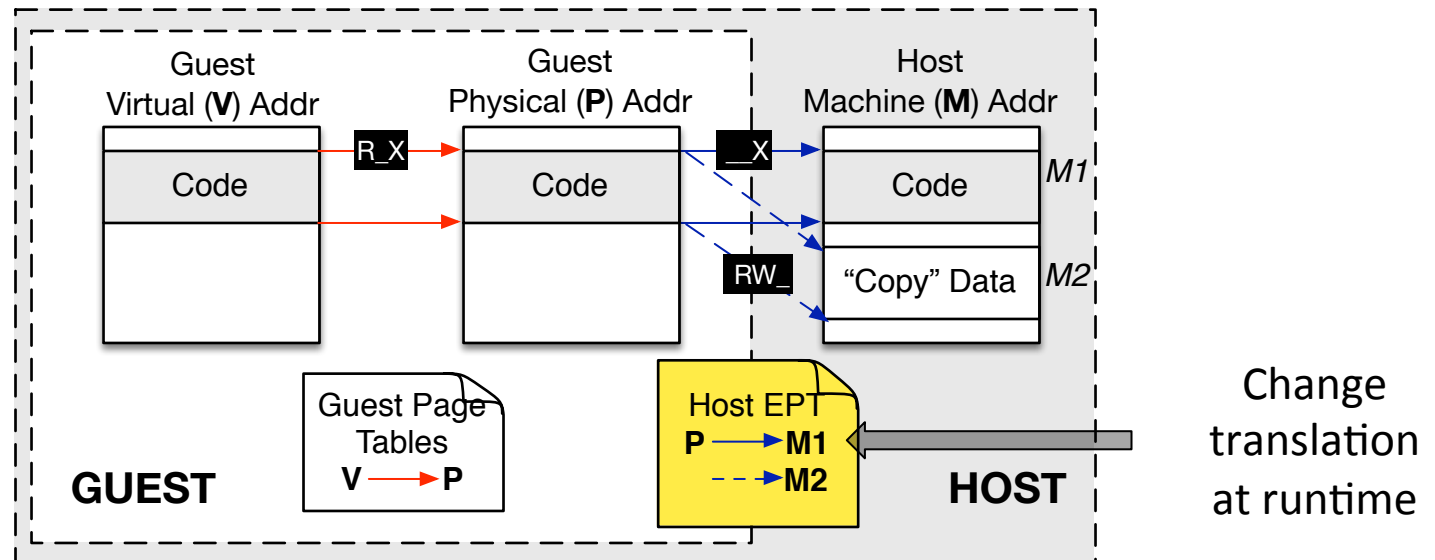 Guest
Virtual (V) Addr
Guest
Physical (P) Addr
Host
Machine (M) Addr
R_X
__X
Code
Code
Code
M1
RW_
“Copy” Data
M2
Guest Page
Tables
V P
Host EPT
P M1
M2
GUEST
HOST
Change
translation
at runtime